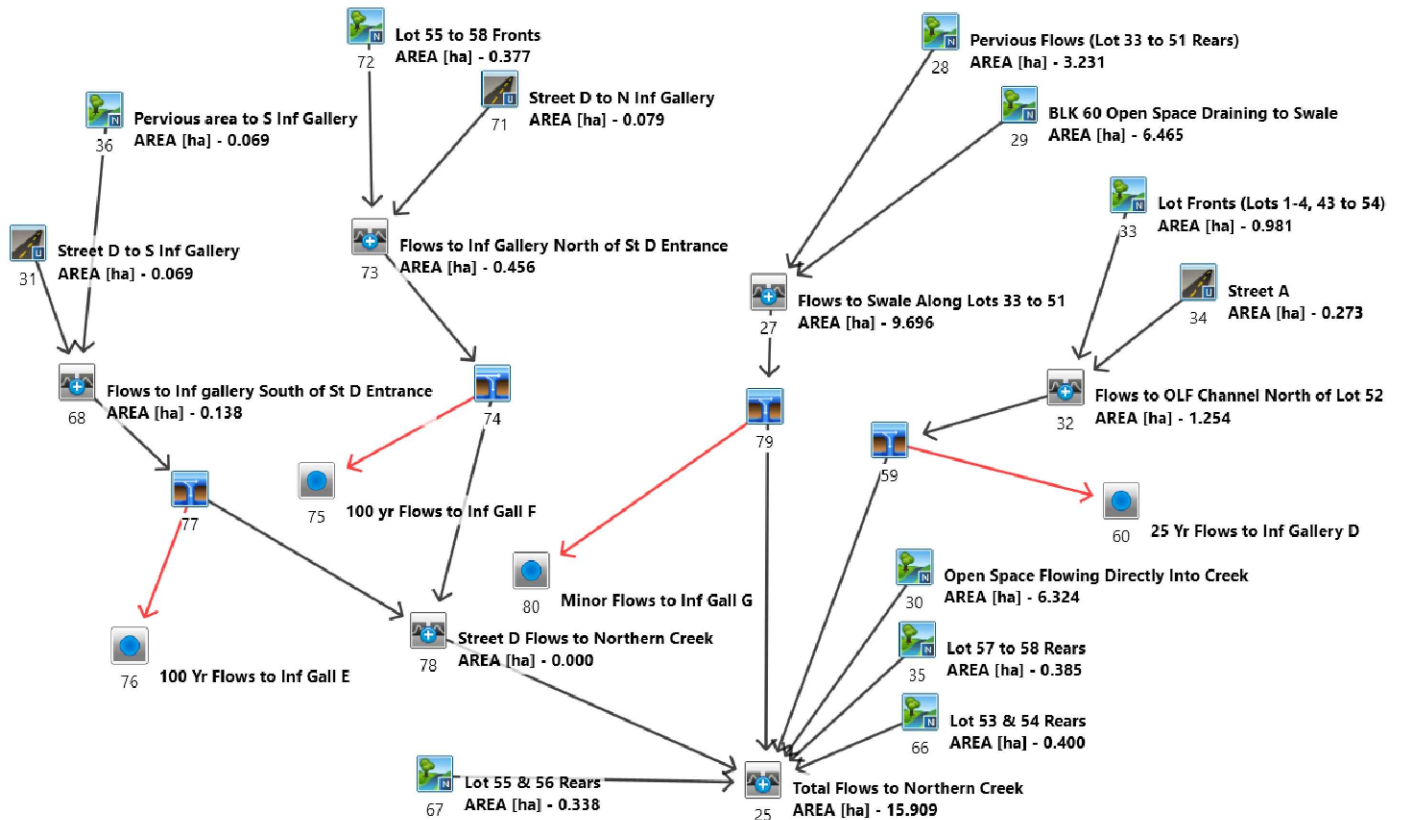 Lot 55 to 58 Fronts
AREA [ha] - 0.377
N
72
Pervious Flows (Lot 33 to 51 Rears)
AREA [ha] - 3.231
N
28
Street D to N Inf Gallery
AREA [ha] - 0.079
U
71
Pervious area to S Inf Gallery
AREA [ha] - 0.069
N
36
BLK 60 Open Space Draining to Swale
AREA [ha] - 6.465
N
29
Lot Fronts (Lots 1-4, 43 to 54)
AREA [ha] - 0.981
N
33
Street D to S Inf Gallery
AREA [ha] - 0.069
U
31
Flows to Inf Gallery North of St D Entrance
AREA [ha] - 0.456
73
Flows to Swale Along Lots 33 to 51
AREA [ha] - 9.696
27
Street A
AREA [ha] - 0.273
U
34
Flows to Inf gallery South of St D Entrance
AREA [ha] - 0.138
68
74
79
Flows to OLF Channel North of Lot 52
AREA [ha] - 1.254
32
59
77
100 yr Flows to Inf Gall F
75
25 Yr Flows to Inf Gallery D
60
Minor Flows to Inf Gall G
80
Open Space Flowing Directly Into Creek
AREA [ha] - 6.324
N
30
100 Yr Flows to Inf Gall E
76
Street D Flows to Northern Creek
AREA [ha] - 0.000
78
Lot 57 to 58 Rears
AREA [ha] - 0.385
N
35
Lot 53 & 54 Rears
AREA [ha] - 0.400
N
66
Lot 55 & 56 Rears
AREA [ha] - 0.338
N
67
Total Flows to Northern Creek
AREA [ha] - 15.909
25